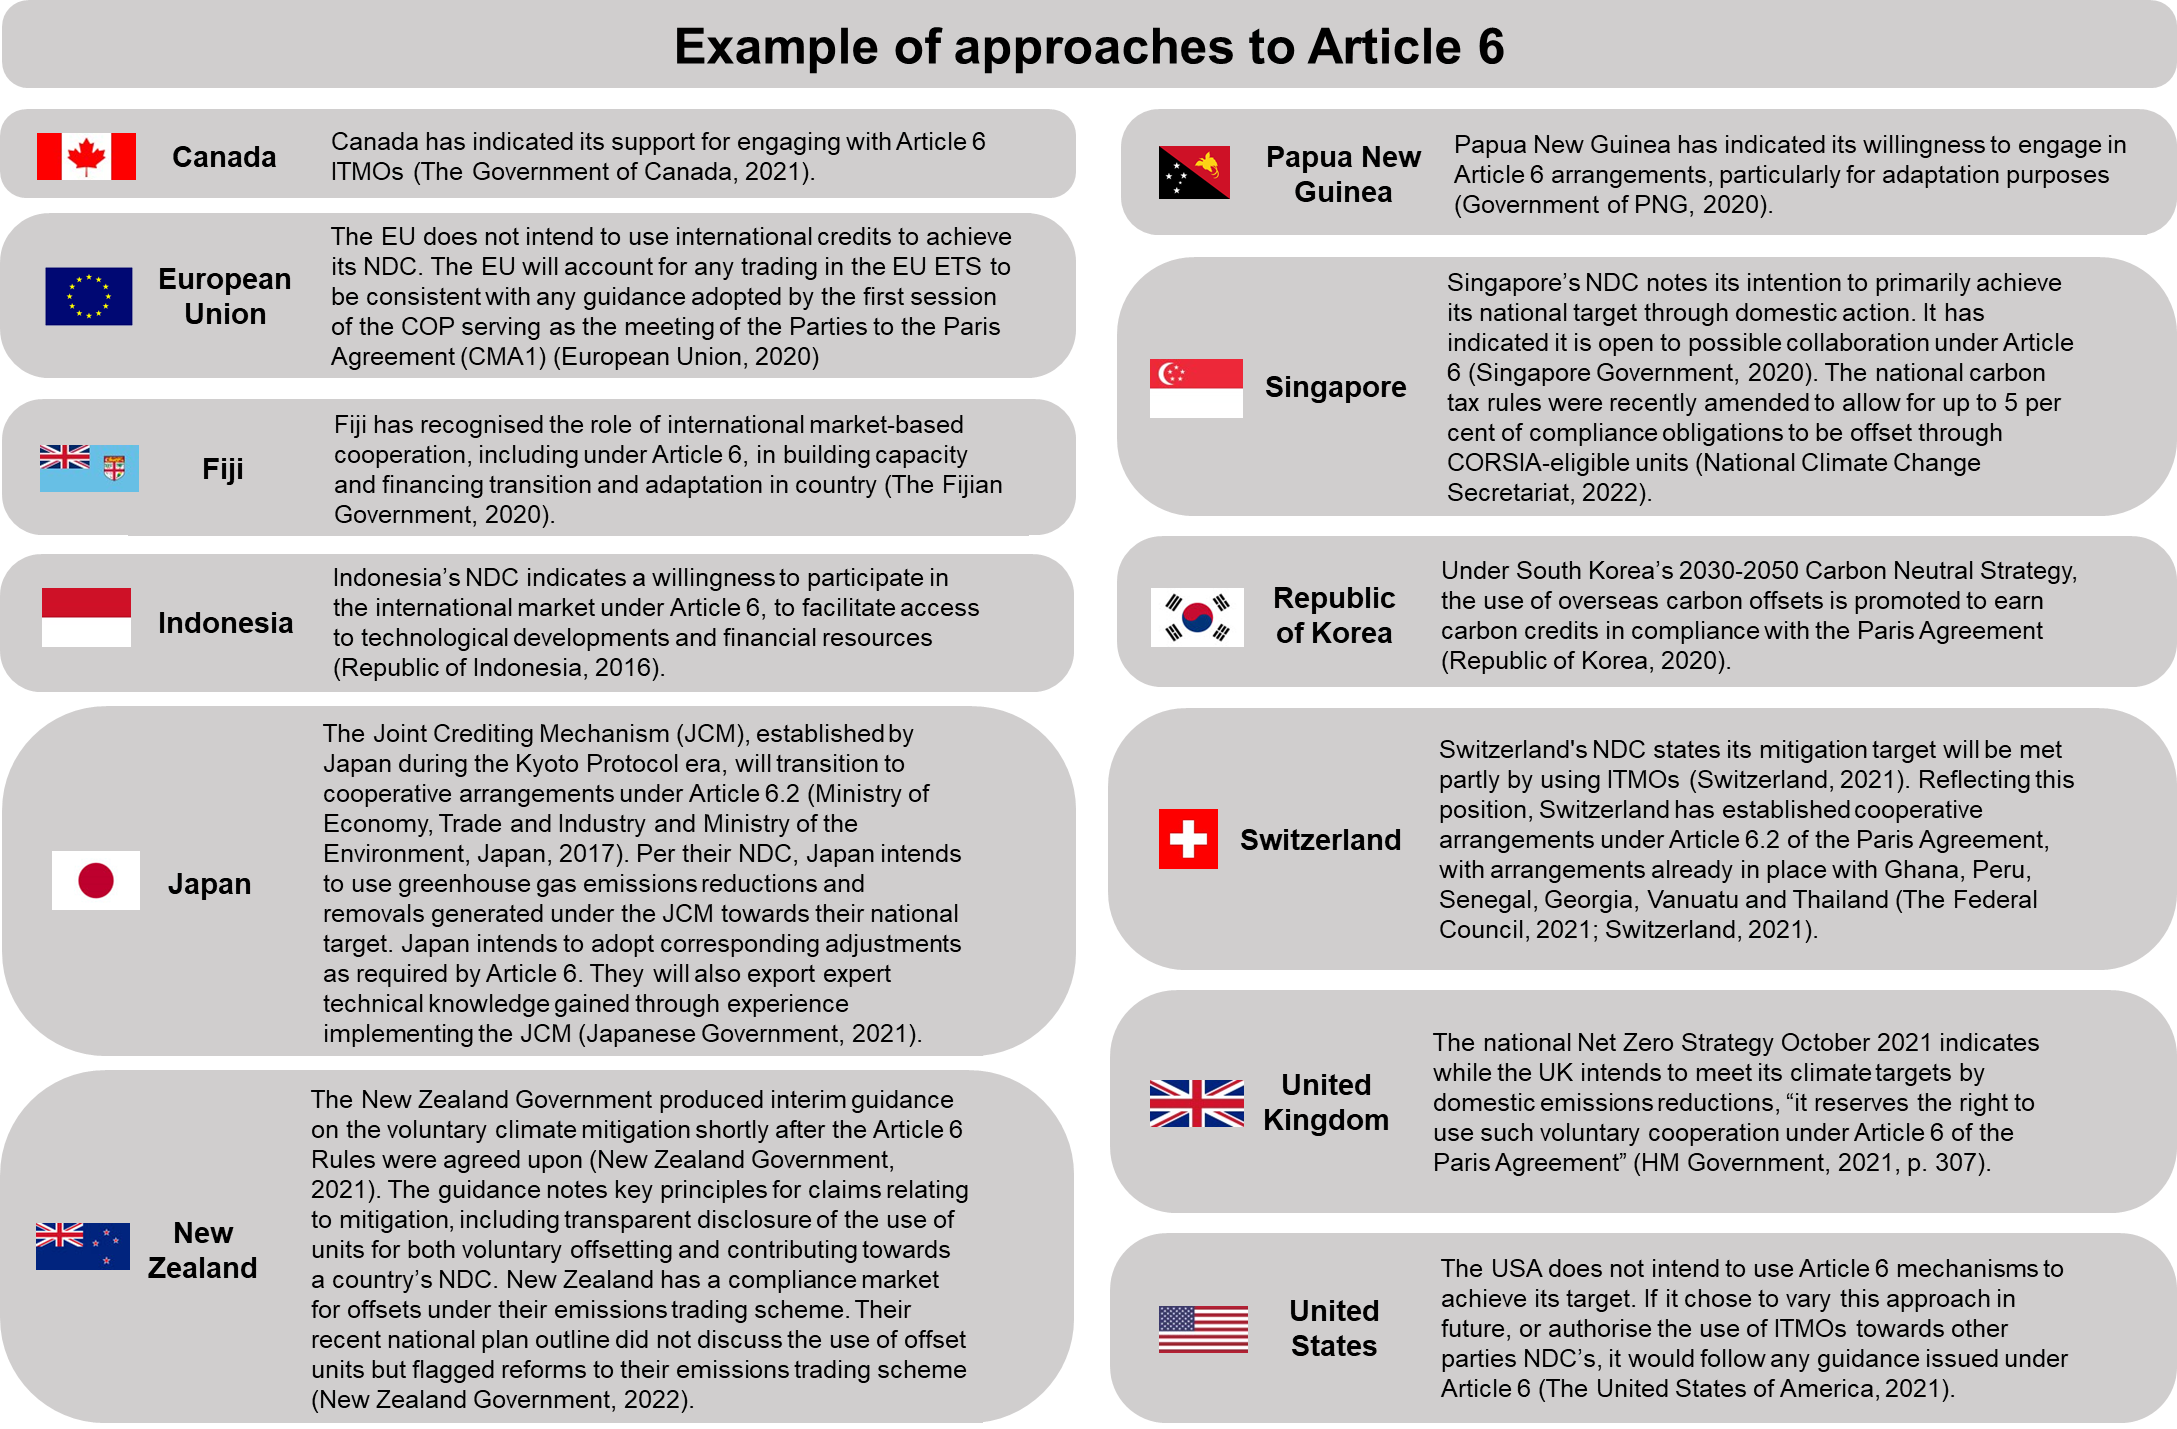 Example of approaches to Article 6
Canada
Canada has indicated its support for engaging with Article 6
ITMOs (The Government of Canada, 2021).
European
Union
The EU does not intend to use international credits to achieve
its NDC. The EU will account for any trading in the EU ETS to
be consistent with any guidance adopted by the first session
of the COP serving as the meeting of the Parties to the Paris
Agreement (CMA1) (European Union, 2020)
Fiji
Fiji has recognised the role of international market-based
cooperation, including under Article 6, in building capacity
and financing transition and adaptation in country (The Fijian
Government, 2020).
Indonesia
Indonesia’s NDC indicates a willingness to participate in
the international market under Article 6, to facilitate access
to technological developments and financial resources
(Republic of Indonesia, 2016).
Japan
The Joint Crediting Mechanism (JCM), established by
Japan during the Kyoto Protocol era, will transition to
cooperative arrangements under Article 6.2 (Ministry of
Economy, Trade and Industry and Ministry of the
Environment, Japan, 2017). Per their NDC, Japan intends
to use greenhouse gas emissions reductions and
removals generated under the JCM towards their national
target. Japan intends to adopt corresponding adjustments
as required by Article 6. They will also export expert
technical knowledge gained through experience
implementing the JCM (Japanese Government, 2021).
New
Zealand
The New Zealand Government produced interim guidance
on the voluntary climate mitigation shortly after the Article 6
Rules were agreed upon (New Zealand Government,
2021). The guidance notes key principles for claims relating
to mitigation, including transparent disclosure of the use of
units for both voluntary offsetting and contributing towards
a country’s NDC. New Zealand has a compliance market
for offsets under their emissions trading scheme. Their
recent national plan outline did not discuss the use of offset
units but flagged reforms to their emissions trading scheme
(New Zealand Government, 2022).
Papua New
Guinea
Papua New Guinea has indicated its willingness to engage in
Article 6 arrangements, particularly for adaptation purposes
(Government of PNG, 2020).
Singapore
Singapore’s NDC notes its intention to primarily achieve
its national target through domestic action. It has
indicated it is open to possible collaboration under Article
6 (Singapore Government, 2020). The national carbon
tax rules were recently amended to allow for up to 5 per
cent of compliance obligations to be offset through
CORSIA-eligible units (National Climate Change
Secretariat, 2022).
Republic
of Korea
Under South Korea’s 2030-2050 Carbon Neutral Strategy,
the use of overseas carbon offsets is promoted to earn
carbon credits in compliance with the Paris Agreement
(Republic of Korea, 2020).
Switzerland
Switzerland's NDC states its mitigation target will be met
partly by using ITMOs (Switzerland, 2021). Reflecting this
position, Switzerland has established cooperative
arrangements under Article 6.2 of the Paris Agreement,
with arrangements already in place with Ghana, Peru,
Senegal, Georgia, Vanuatu and Thailand (The Federal
Council, 2021; Switzerland, 2021).
United
Kingdom
The national Net Zero Strategy October 2021 indicates
while the UK intends to meet its climate targets by
domestic emissions reductions, “it reserves the right to
use such voluntary cooperation under Article 6 of the
Paris Agreement” (HM Government, 2021, p. 307).
United
States
The USA does not intend to use Article 6 mechanisms to
achieve its target. If it chose to vary this approach in
future, or authorise the use of ITMOs towards other
parties NDC’s, it would follow any guidance issued under
Article 6 (The United States of America, 2021).